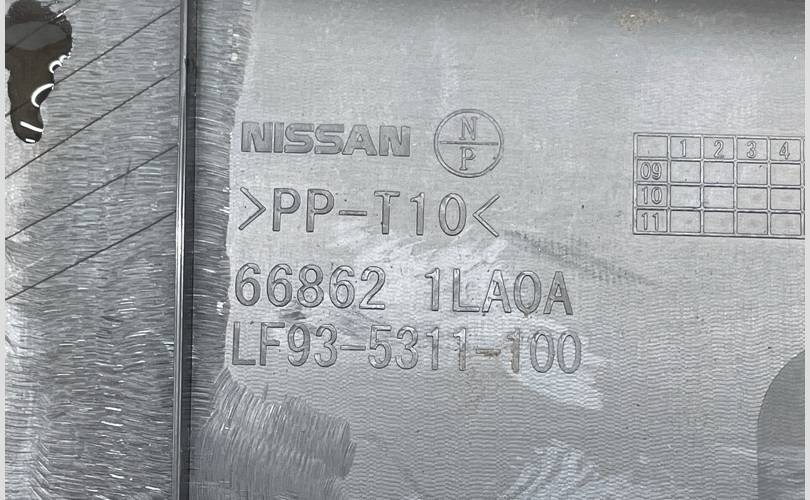 NISSAN N P
>PP-T10<
66862 1LA0A
LF93-5311-100
1 2 3 4
09
10
11